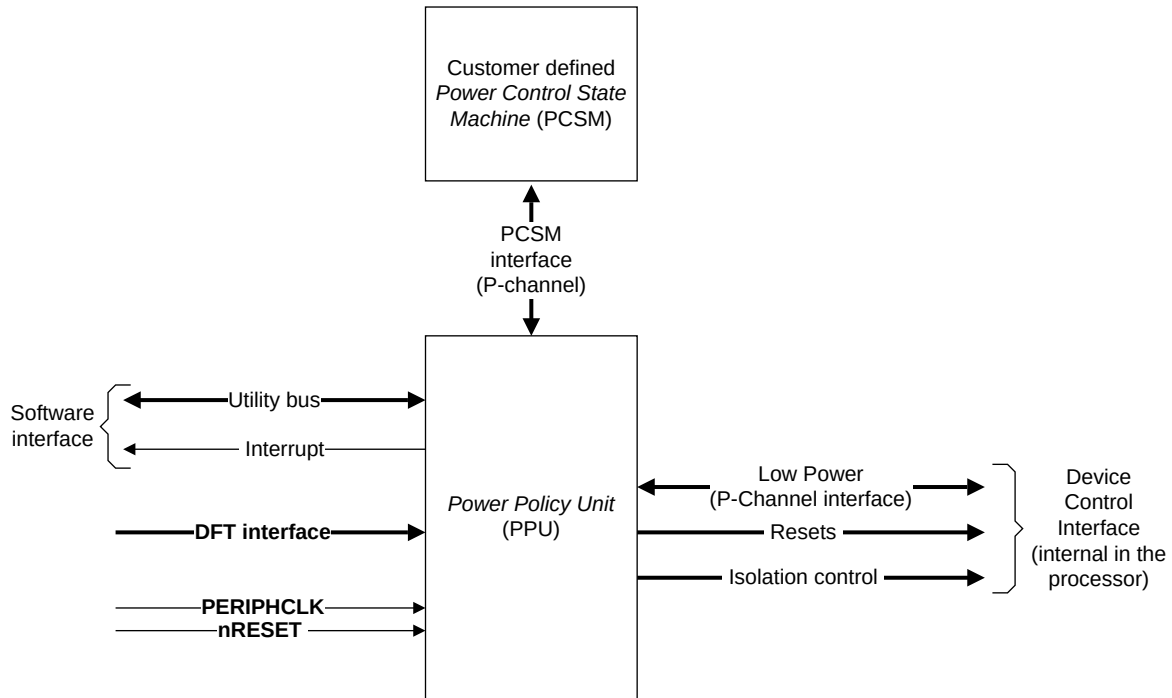 Customer defined
Power Control State
Machine (PCSM)
PCSM
interface
(P-channel)
Software
interface
Utility bus
Interrupt
DFT interface
PERIPHCLK
nRESET
Power Policy Unit
(PPU)
Low Power
(P-Channel interface)
Resets
Isolation control
Device
Control
Interface
(internal in the
processor)